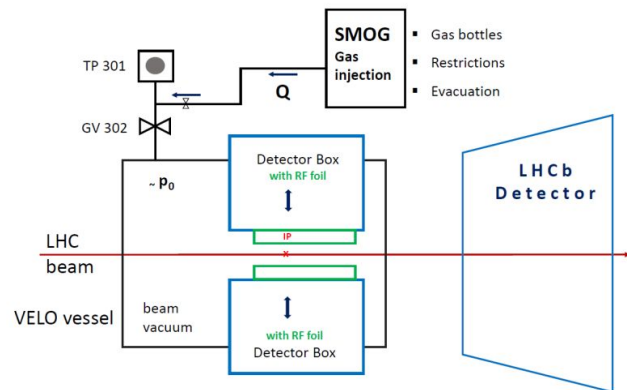 SMOG
Gas
injection
▪ Gas bottles
▪ Restrictions
▪ Evacuation
TP 301
Q
GV 302
Detector Box
with RF foil
~ p₀
IP
x
LHCb
Detector
LHC
beam
VELO vessel
beam
vacuum
with RF foil
Detector Box